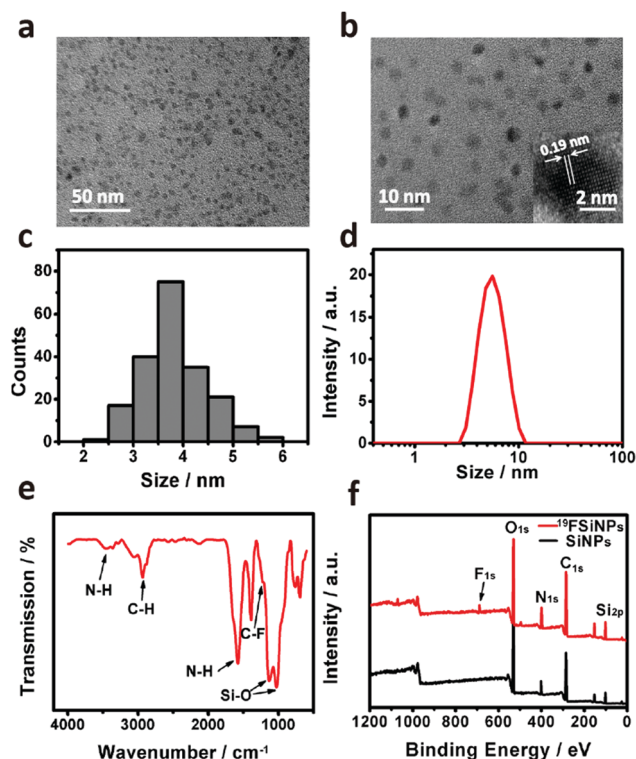 a
50 nm
b
0.19 nm
10 nm
2 nm
c
80
60
40
20
0
Counts
2 3 4 5 6
Size / nm
d
20
15
10
5
0
Intensity / a.u.
1 10 100
Size / nm
e
Transmission / %
N-H
C-H
N-H
C-F
Si-O
4000 3000 2000 1000
Wavenumber / cm⁻¹
f
Intensity / a.u.
O1s
¹⁹FSiNPs
SiNPs
F1s
N1s
C1s
Si2p
1200 1000 800 600 400 200 0
Binding Energy / eV